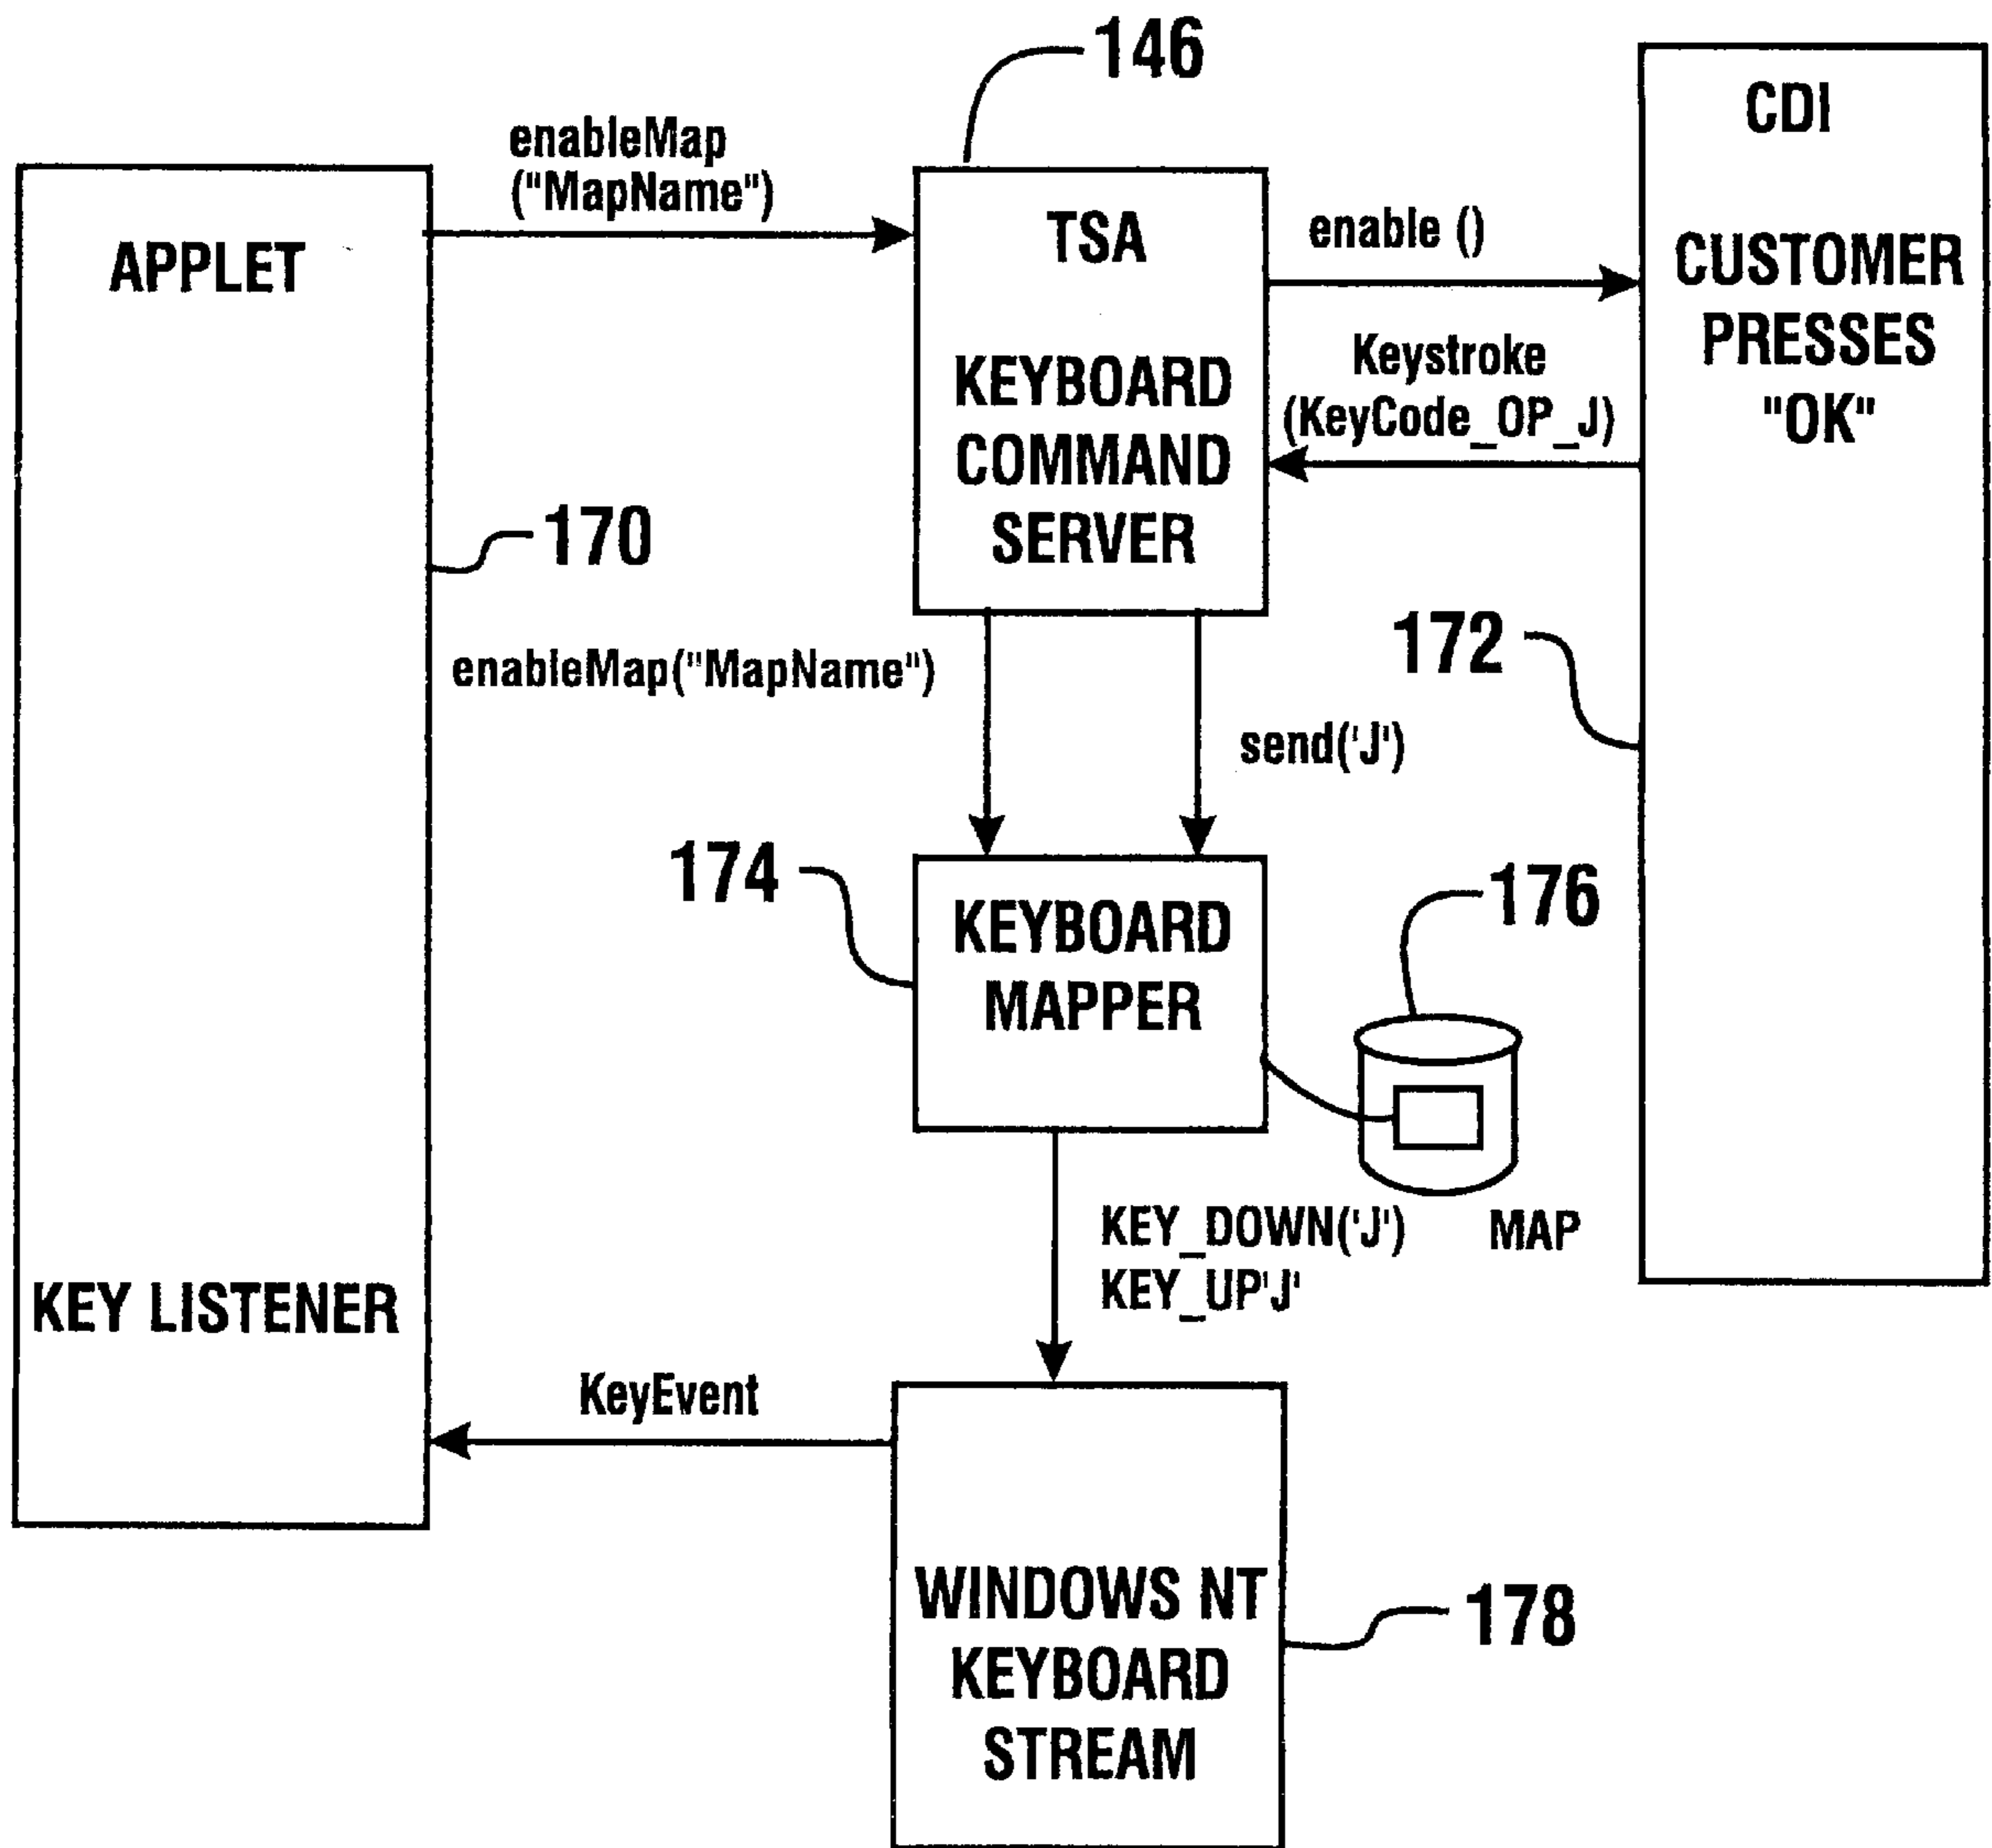 146
CDI
enableMap
("MapName")
APPLET
TSA
enable ()
CUSTOMER
PRESSES
"OK"
KEYBOARD
COMMAND
SERVER
Keystroke
(KeyCode_OP_J)
170
172
enableMap("MapName")
send('J')
174
KEYBOARD
MAPPER
176
KEY_DOWN('J')
KEY_UP'J'
MAP
KEY LISTENER
KeyEvent
WINDOWS NT
KEYBOARD
STREAM
178